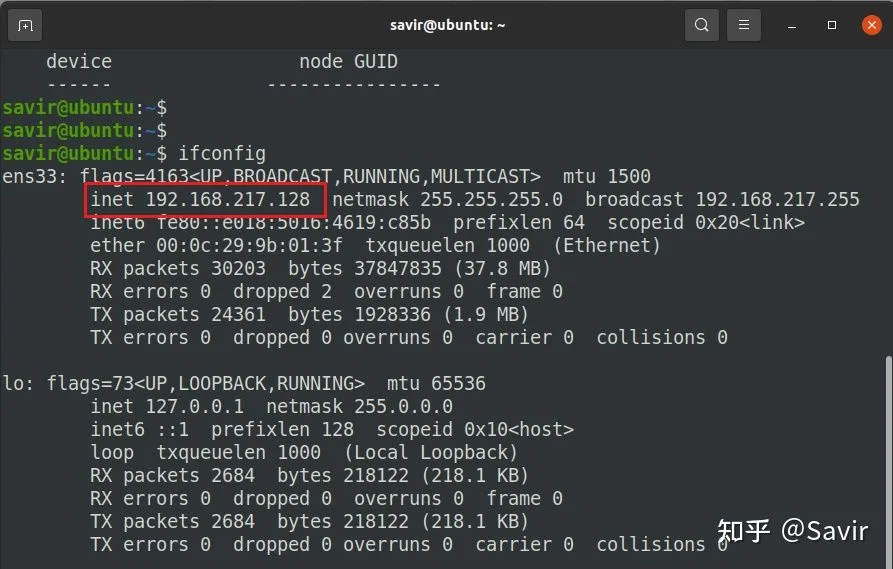 savir@ubuntu: ~
device                 node GUID
------              ----------------
savir@ubuntu:~$
savir@ubuntu:~$
savir@ubuntu:~$ ifconfig
ens33: flags=4163<UP,BROADCAST,RUNNING,MULTICAST>  mtu 1500
inet 192.168.217.128  netmask 255.255.255.0  broadcast 192.168.217.255
inet6 fe80::e018:5016:4619:c85b  prefixlen 64  scopeid 0x20<link>
ether 00:0c:29:9b:01:3f  txqueuelen 1000  (Ethernet)
RX packets 30203  bytes 37847835 (37.8 MB)
RX errors 0  dropped 2  overruns 0  frame 0
TX packets 24361  bytes 1928336 (1.9 MB)
TX errors 0  dropped 0 overruns 0  carrier 0  collisions 0
lo: flags=73<UP,LOOPBACK,RUNNING>  mtu 65536
inet 127.0.0.1  netmask 255.0.0.0
inet6 ::1  prefixlen 128  scopeid 0x10<host>
loop  txqueuelen 1000  (Local Loopback)
RX packets 2684  bytes 218122 (218.1 KB)
RX errors 0  dropped 0  overruns 0  frame 0
TX packets 2684  bytes 218122 (218.1 KB)
TX errors 0  dropped 0 overruns 0  carrier 0  collisions 0
知乎 @Savir